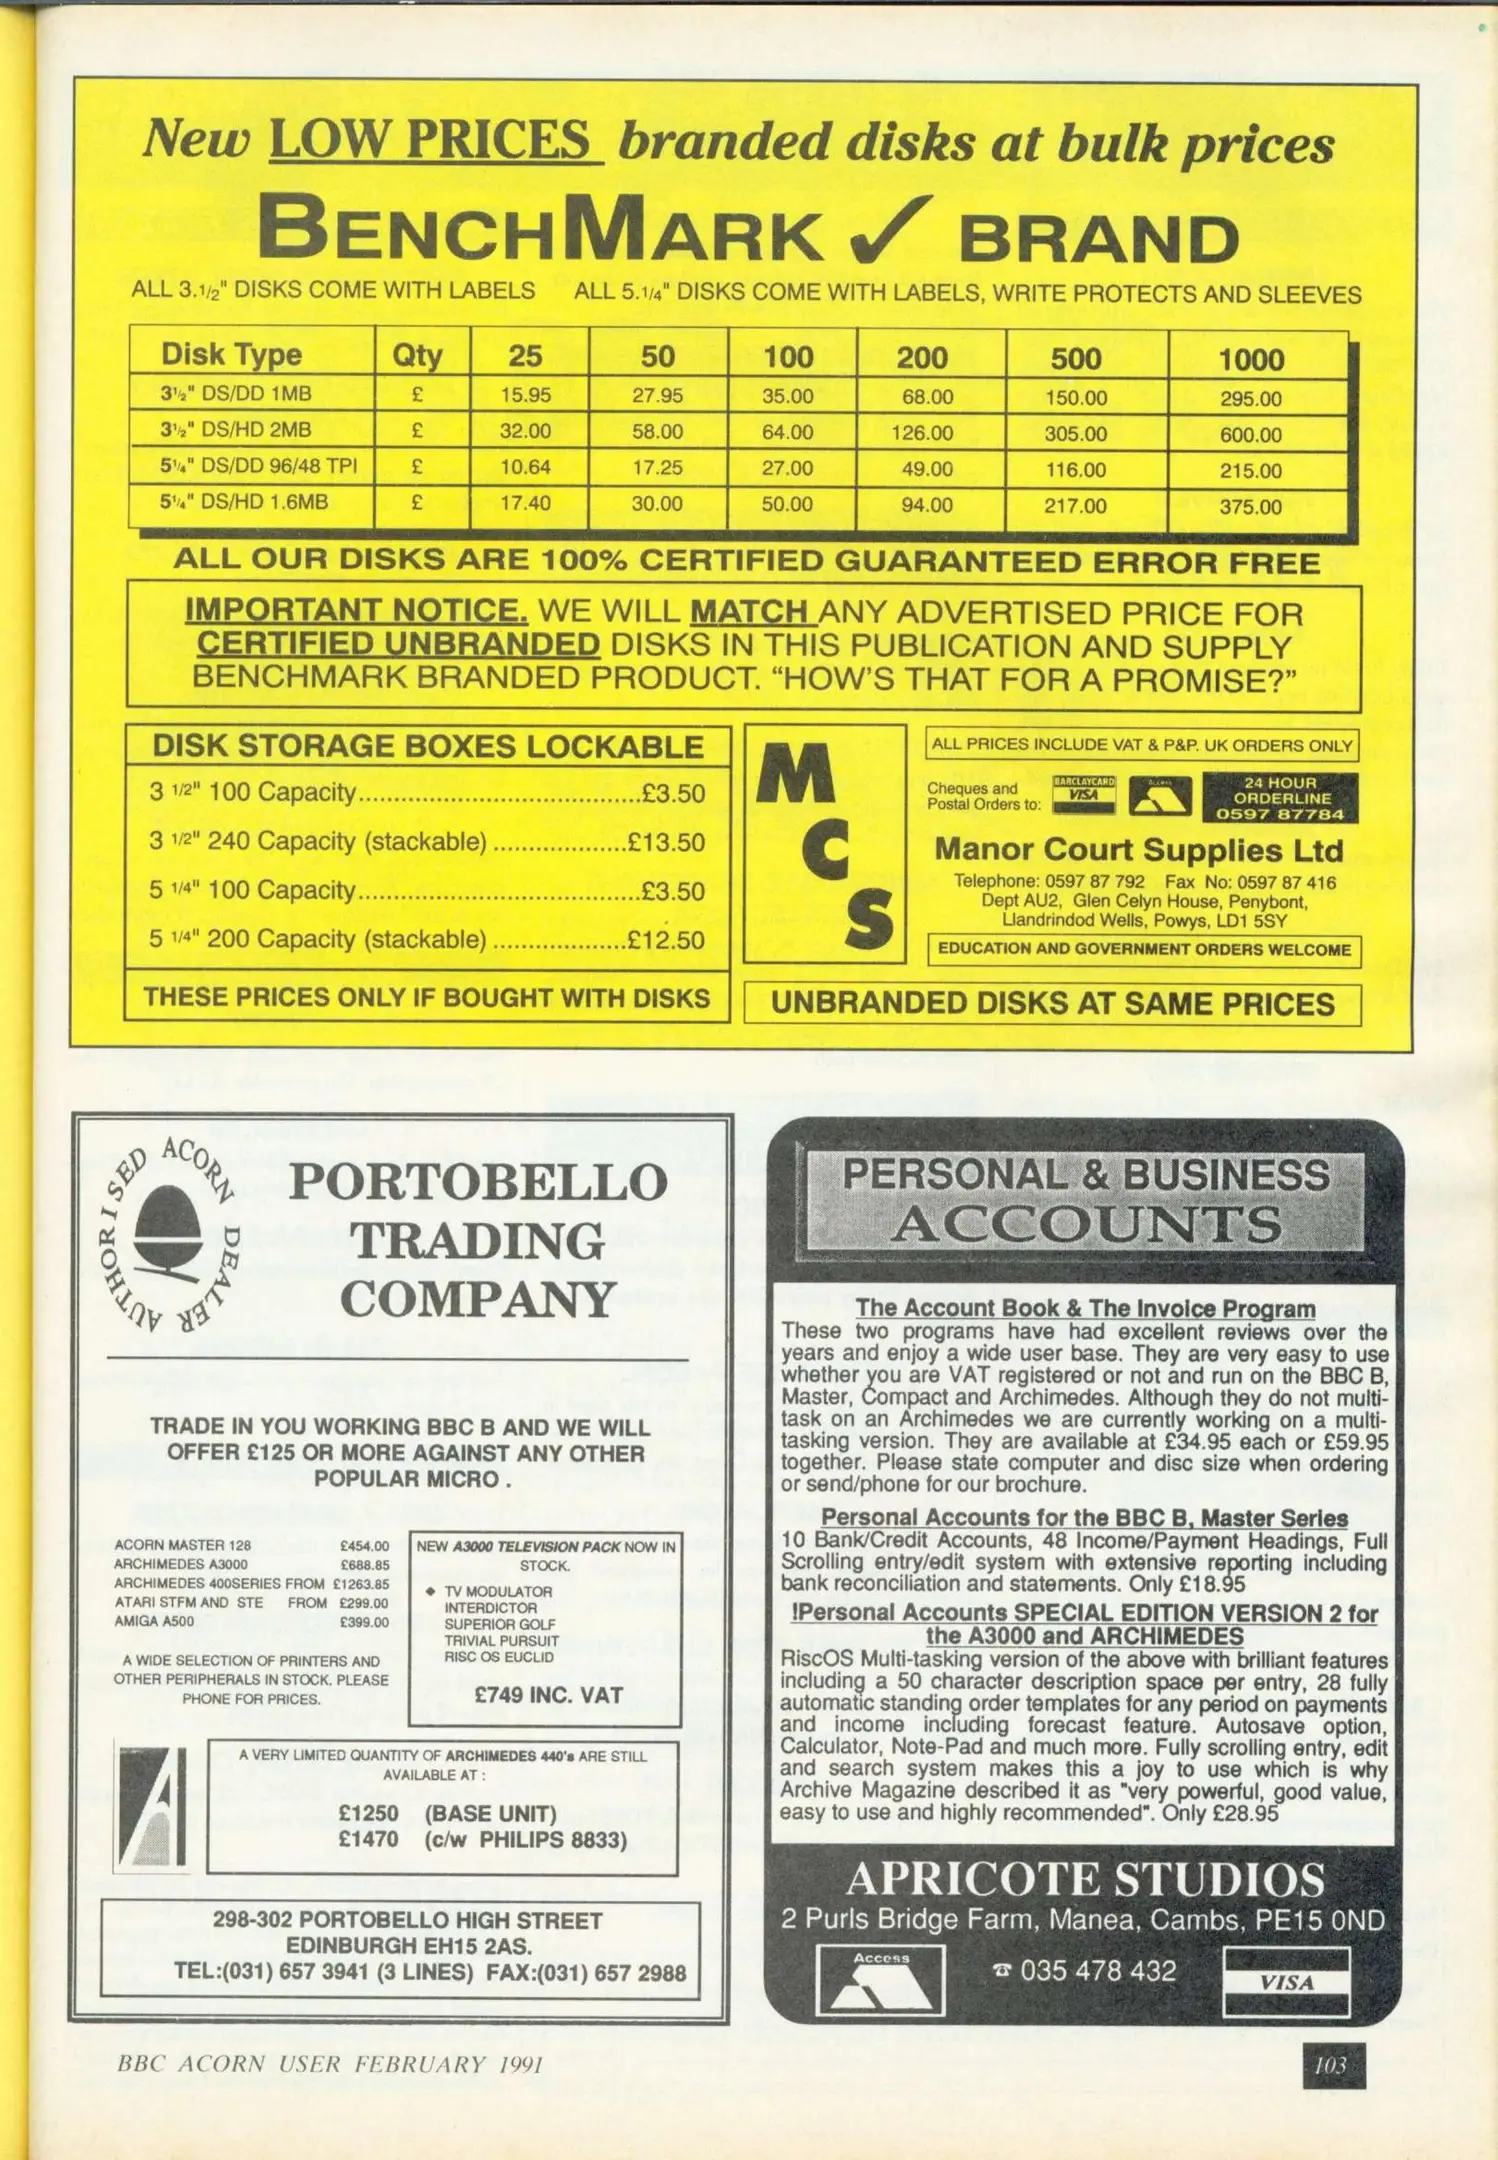 New LOW PRICES branded disks at bulk prices
BENCHMARK ✓ BRAND
ALL 3.1/2" DISKS COME WITH LABELS ALL 5.1/4" DISKS COME WITH LABELS, WRITE PROTECTS AND SLEEVES
Disk Type Qty 25 50 100 200 500 1000
3½" DS/DD 1MB £ 15.95 27.95 35.00 68.00 150.00 295.00
3½" DS/HD 2MB £ 32.00 58.00 64.00 126.00 305.00 600.00
5¼" DS/DD 96/48 TPI £ 10.64 17.25 27.00 49.00 116.00 215.00
5¼" DS/HD 1.6MB £ 17.40 30.00 50.00 94.00 217.00 375.00
ALL OUR DISKS ARE 100% CERTIFIED GUARANTEED ERROR FREE
IMPORTANT NOTICE. WE WILL MATCH ANY ADVERTISED PRICE FOR
CERTIFIED UNBRANDED DISKS IN THIS PUBLICATION AND SUPPLY
BENCHMARK BRANDED PRODUCT. “HOW'S THAT FOR A PROMISE?”
DISK STORAGE BOXES LOCKABLE
3 1/2" 100 Capacity..........................................£3.50
3 1/2" 240 Capacity (stackable) ....................£13.50
5 1/4" 100 Capacity..........................................£3.50
5 1/4" 200 Capacity (stackable) ....................£12.50
THESE PRICES ONLY IF BOUGHT WITH DISKS
M
C
S
ALL PRICES INCLUDE VAT & P&P. UK ORDERS ONLY
Cheques and
Postal Orders to:
BARCLAYCARD
VISA
Access
24 HOUR
ORDERLINE
0597 87784
Manor Court Supplies Ltd
Telephone: 0597 87 792 Fax No: 0597 87 416
Dept AU2, Glen Celyn House, Penybont,
Llandrindod Wells, Powys, LD1 5SY
EDUCATION AND GOVERNMENT ORDERS WELCOME
UNBRANDED DISKS AT SAME PRICES
AUTHORISED ACORN DEALER
PORTOBELLO
TRADING
COMPANY
TRADE IN YOU WORKING BBC B AND WE WILL
OFFER £125 OR MORE AGAINST ANY OTHER
POPULAR MICRO .
ACORN MASTER 128 £454.00
ARCHIMEDES A3000 £688.85
ARCHIMEDES 400SERIES FROM £1263.85
ATARI STFM AND STE FROM £299.00
AMIGA A500 £399.00
A WIDE SELECTION OF PRINTERS AND
OTHER PERIPHERALS IN STOCK. PLEASE
PHONE FOR PRICES.
NEW A3000 TELEVISION PACK NOW IN
STOCK.
♦ TV MODULATOR
INTERDICTOR
SUPERIOR GOLF
TRIVIAL PURSUIT
RISC OS EUCLID
£749 INC. VAT
A VERY LIMITED QUANTITY OF ARCHIMEDES 440's ARE STILL
AVAILABLE AT :
£1250 (BASE UNIT)
£1470 (c/w PHILIPS 8833)
298-302 PORTOBELLO HIGH STREET
EDINBURGH EH15 2AS.
TEL:(031) 657 3941 (3 LINES) FAX:(031) 657 2988
PERSONAL & BUSINESS
ACCOUNTS
The Account Book & The Invoice Program
These two programs have had excellent reviews over the
years and enjoy a wide user base. They are very easy to use
whether you are VAT registered or not and run on the BBC B,
Master, Compact and Archimedes. Although they do not multi-
task on an Archimedes we are currently working on a multi-
tasking version. They are available at £34.95 each or £59.95
together. Please state computer and disc size when ordering
or send/phone for our brochure.
Personal Accounts for the BBC B, Master Series
10 Bank/Credit Accounts, 48 Income/Payment Headings, Full
Scrolling entry/edit system with extensive reporting including
bank reconciliation and statements. Only £18.95
!Personal Accounts SPECIAL EDITION VERSION 2 for
the A3000 and ARCHIMEDES
RiscOS Multi-tasking version of the above with brilliant features
including a 50 character description space per entry, 28 fully
automatic standing order templates for any period on payments
and income including forecast feature. Autosave option,
Calculator, Note-Pad and much more. Fully scrolling entry, edit
and search system makes this a joy to use which is why
Archive Magazine described it as "very powerful, good value,
easy to use and highly recommended". Only £28.95
APRICOTE STUDIOS
2 Purls Bridge Farm, Manea, Cambs, PE15 0ND
Access
☎ 035 478 432
VISA
BBC ACORN USER FEBRUARY 1991
103